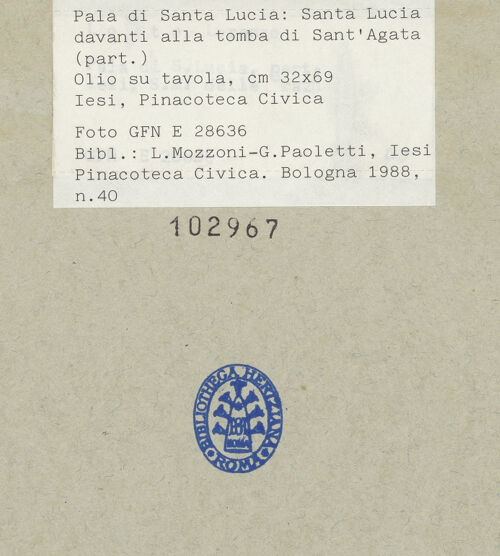 Pala di Santa Lucia: Santa Lucia
davanti alla tomba di Sant'Agata
(part.)
Olio su tavola, cm 32x69
Iesi, Pinacoteca Civica
Foto GFN E 28636
Bibl.: L.Mozzoni-G.Paoletti, Iesi
Pinacoteca Civica. Bologna 1988,
n.40
102967
BIBLIOTHECA HERTZIANA
ROMA